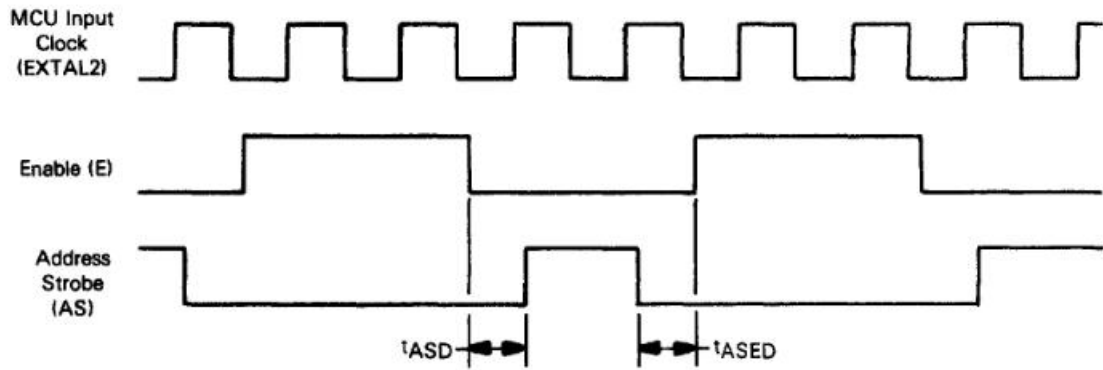 MCU Input
Clock
(EXTAL2)
Enable (E)
Address
Strobe
(AS)
tASD
tASED